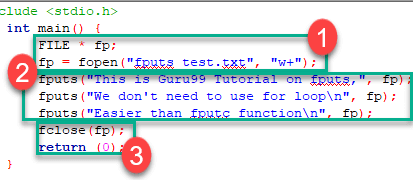 clude <stdio.h>
int main() {
FILE * fp;
1
fp = fopen("fputs_test.txt", "w+");
2
fputs("This is Guru99 Tutorial on fputs,", fp);
fputs("We don't need to use for loop\n", fp);
fputs("Easier than fputc function\n", fp);
fclose(fp);
return (0);
3
}